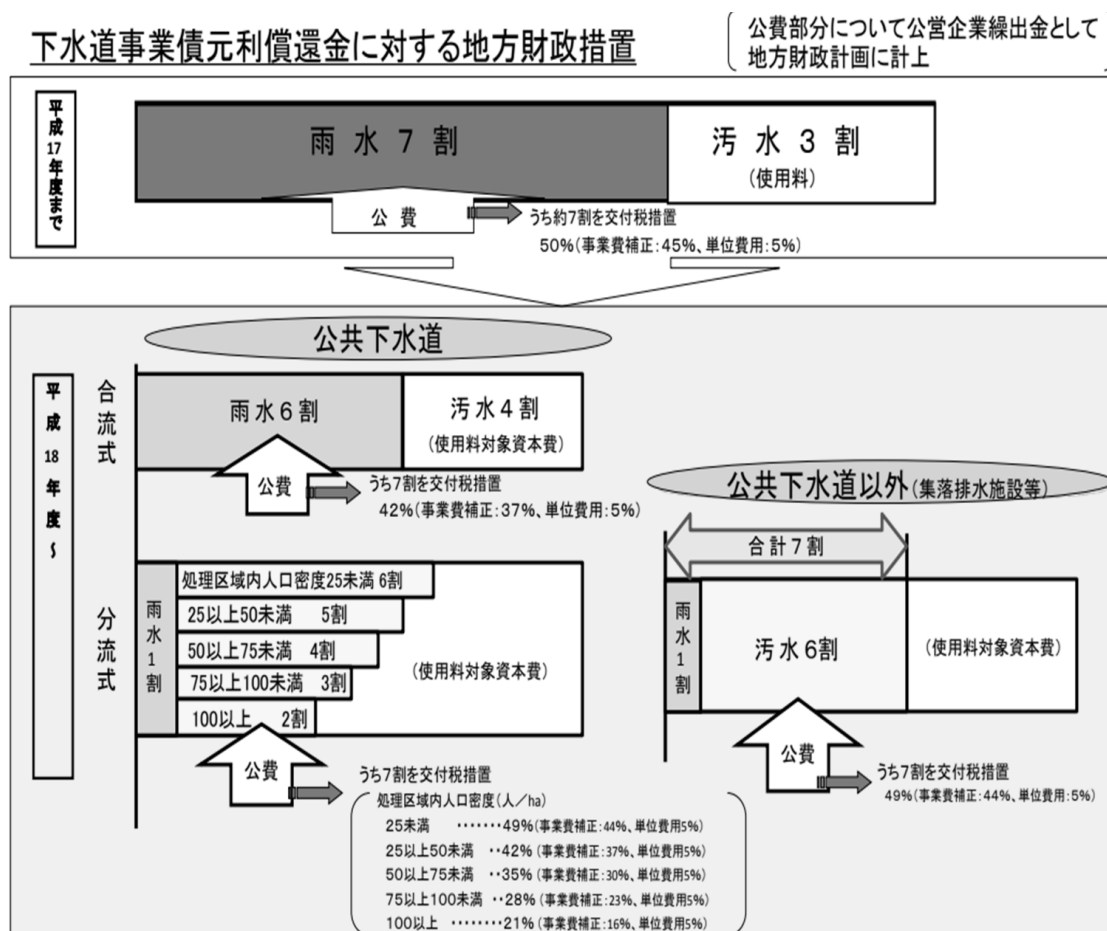 下水道事業債元利償還金に対する地方財政措置
公費部分について公営企業繰出金として
地方財政計画に計上
平成17年度まで
雨水7割
汚水3割
(使用料)
公費
うち約7割を交付税措置
50%(事業費補正:45%、単位費用:5%)
平成18年度~
公共下水道
合流式
雨水6割
汚水4割
(使用料対象資本費)
公費
うち7割を交付税措置
42%(事業費補正:37%、単位費用:5%)
分流式
雨水1割
処理区域内人口密度25未満 6割
25以上50未満 5割
50以上75未満 4割
75以上100未満 3割
100以上 2割
(使用料対象資本費)
公費
うち7割を交付税措置
処理区域内人口密度(人/ha)
25未満 ・・・・・・・49%(事業費補正:44%、単位費用5%)
25以上50未満 ・・42%(事業費補正:37%、単位費用5%)
50以上75未満 ・・35%(事業費補正:30%、単位費用5%)
75以上100未満 ・・28%(事業費補正:23%、単位費用5%)
100以上 ・・・・・・・・21%(事業費補正:16%、単位費用5%)
公共下水道以外(集落排水施設等)
合計7割
雨水1割
汚水6割
(使用料対象資本費)
公費
うち7割を交付税措置
49%(事業費補正:44%、単位費用:5%)